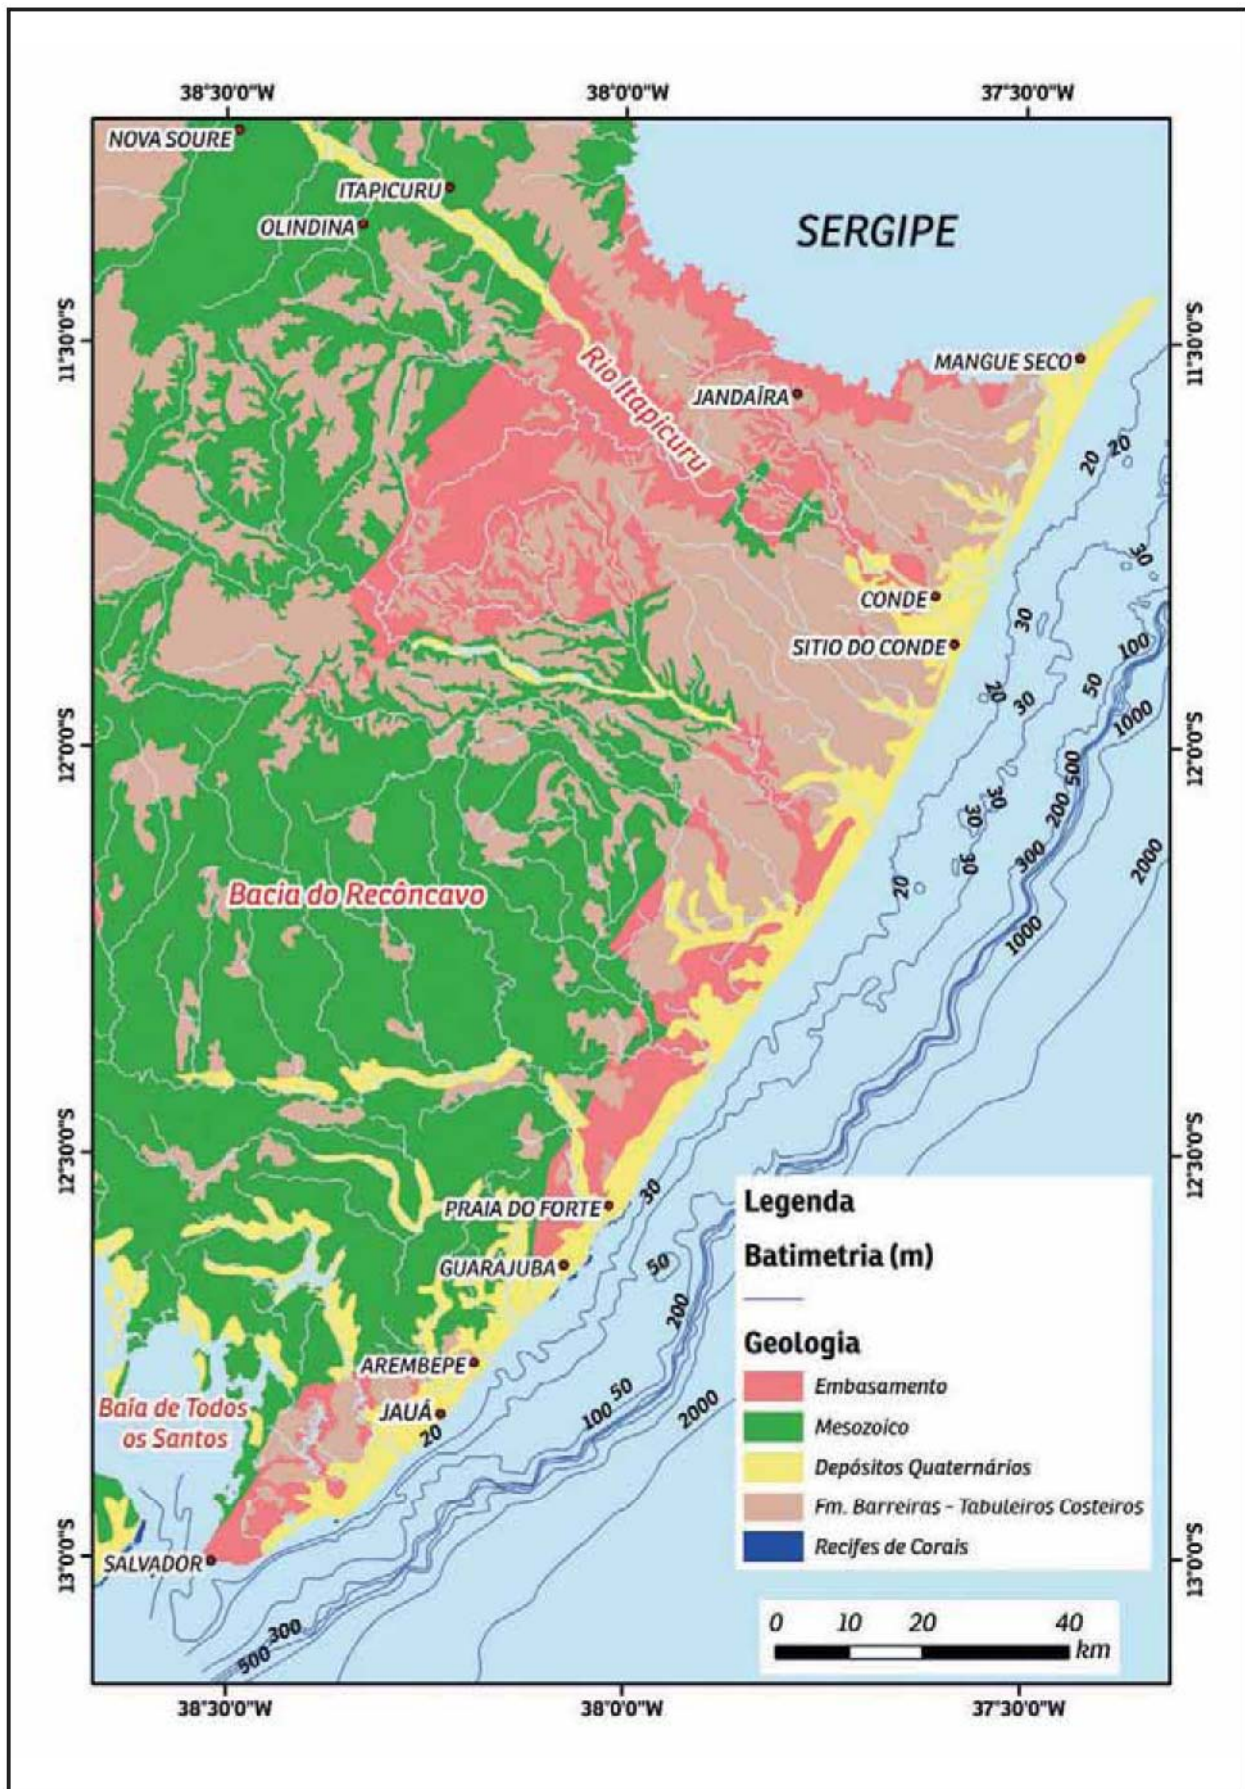 38°30'0"W
38°0'0"W
37°30'0"W
NOVA SOURE
ITAPICURU
OLINDINA
SERGIPE
11°30'0"S
11°30'0"S
MANGUE SECO
Rio Itapicuru
JANDAÍRA
20
20
30
CONDE
30
SITIO DO CONDE
100
50
20
30
1000
12°0'0"S
12°0'0"S
500
30
200
30
300
30
2000
20
Bacia do Recôncavo
1000
12°30'0"S
12°30'0"S
30
PRAIA DO FORTE
GUARAJUBA
50
200
AREMBEPE
50
100
2000
JAUÁ
20
Baía de Todos
os Santos
Legenda
Batimetria (m)
Geologia
Embasamento
Mesozoico
Depósitos Quaternários
Fm. Barreiras - Tabuleiros Costeiros
Recifes de Corais
13°0'0"S
13°0'0"S
SALVADOR
300
500
0 10 20 40
km
38°30'0"W
38°0'0"W
37°30'0"W